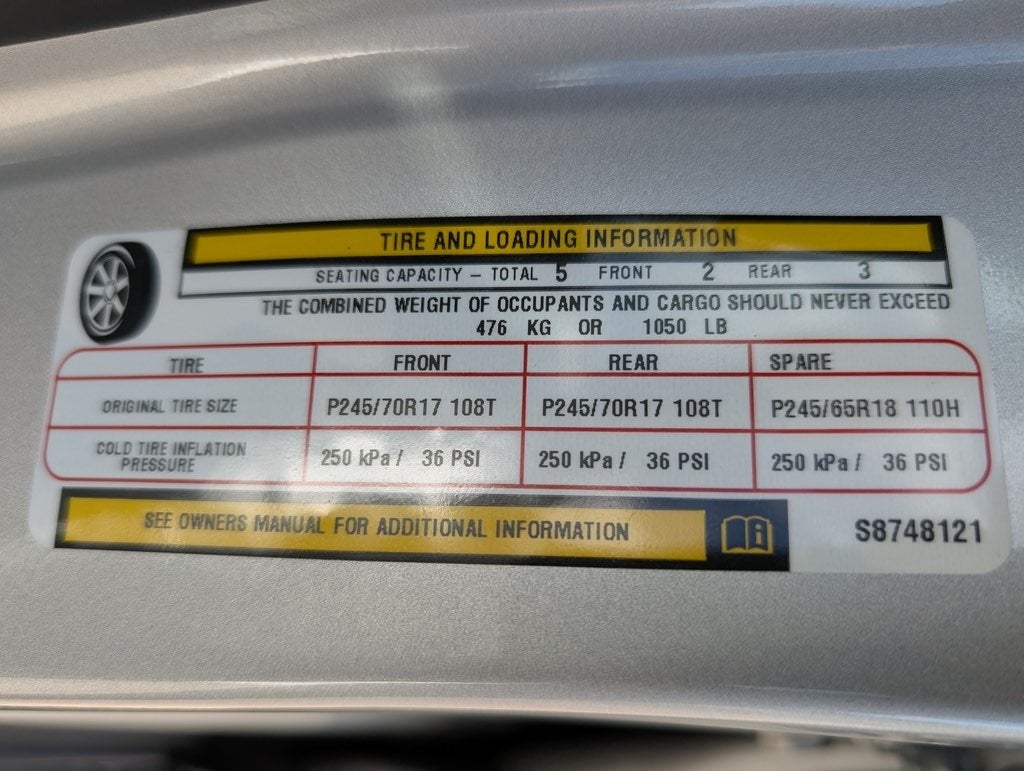 TIRE AND LOADING INFORMATION
SEATING CAPACITY – TOTAL 5 FRONT 2 REAR 3
THE COMBINED WEIGHT OF OCCUPANTS AND CARGO SHOULD NEVER EXCEED
476 KG OR 1050 LB
TIRE FRONT REAR SPARE
ORIGINAL TIRE SIZE P245/70R17 108T P245/70R17 108T P245/65R18 110H
COLD TIRE INFLATION
PRESSURE 250 kPa / 36 PSI 250 kPa / 36 PSI 250 kPa / 36 PSI
SEE OWNERS MANUAL FOR ADDITIONAL INFORMATION
S8748121